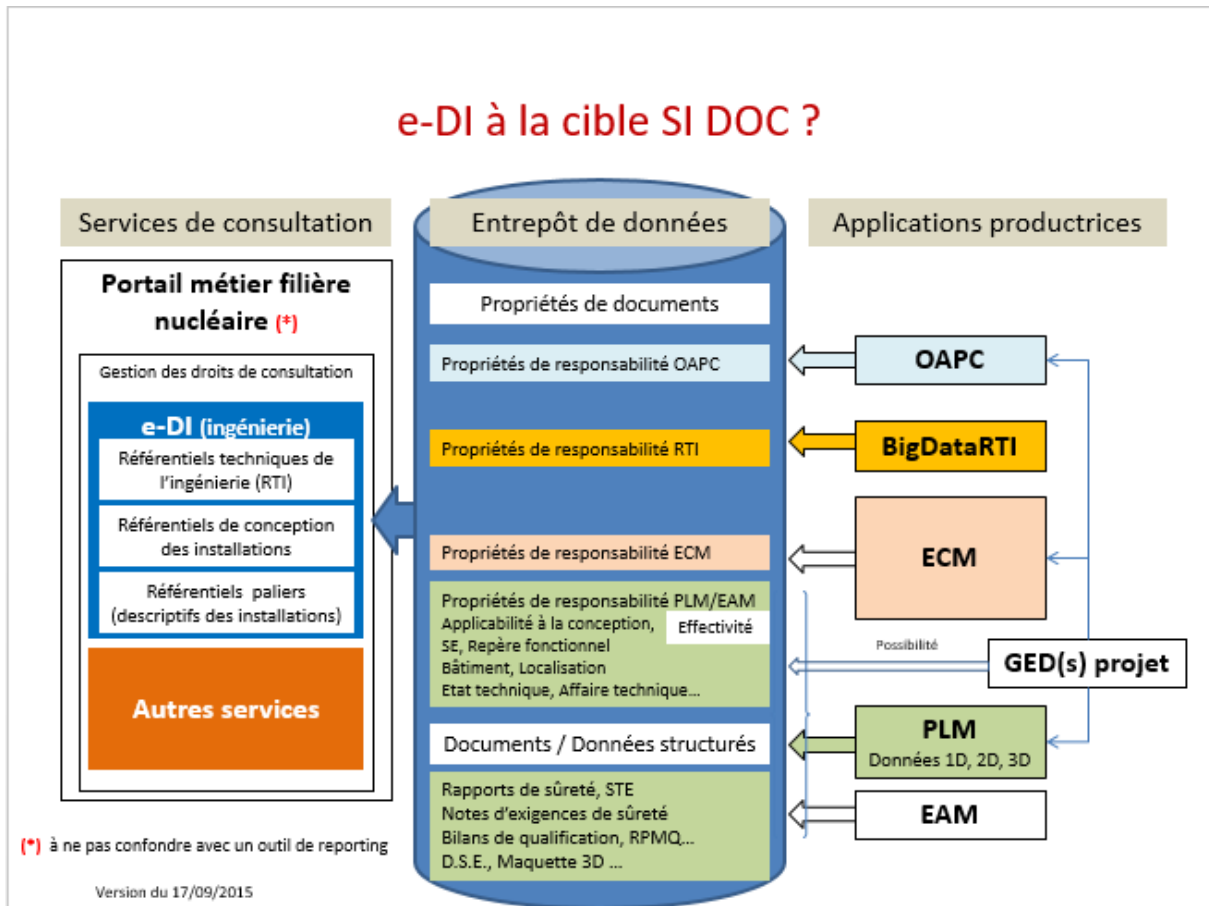 e-DI à la cible SI DOC ?
Services de consultation
Entrepôt de données
Applications productrices
Portail métier filière
nucléaire (*)
Gestion des droits de consultation
e-DI (ingénierie)
Référentiels techniques de
l'ingénierie (RTI)
Référentiels de conception
des installations
Référentiels paliers
(descriptifs des installations)
Autres services
(*) à ne pas confondre avec un outil de reporting
Version du 17/09/2015
Propriétés de documents
Propriétés de responsabilité OAPC
Propriétés de responsabilité RTI
Propriétés de responsabilité ECM
Propriétés de responsabilité PLM/EAM
Applicabilité à la conception,
Effectivité
SE, Repère fonctionnel
Bâtiment, Localisation
Etat technique, Affaire technique...
Documents / Données structurés
Rapports de sûreté, STE
Notes d'exigences de sûreté
Bilans de qualification, RPMQ...
D.S.E., Maquette 3D ...
OAPC
BigDataRTI
ECM
Possibilité
GED(s) projet
PLM
Données 1D, 2D, 3D
EAM